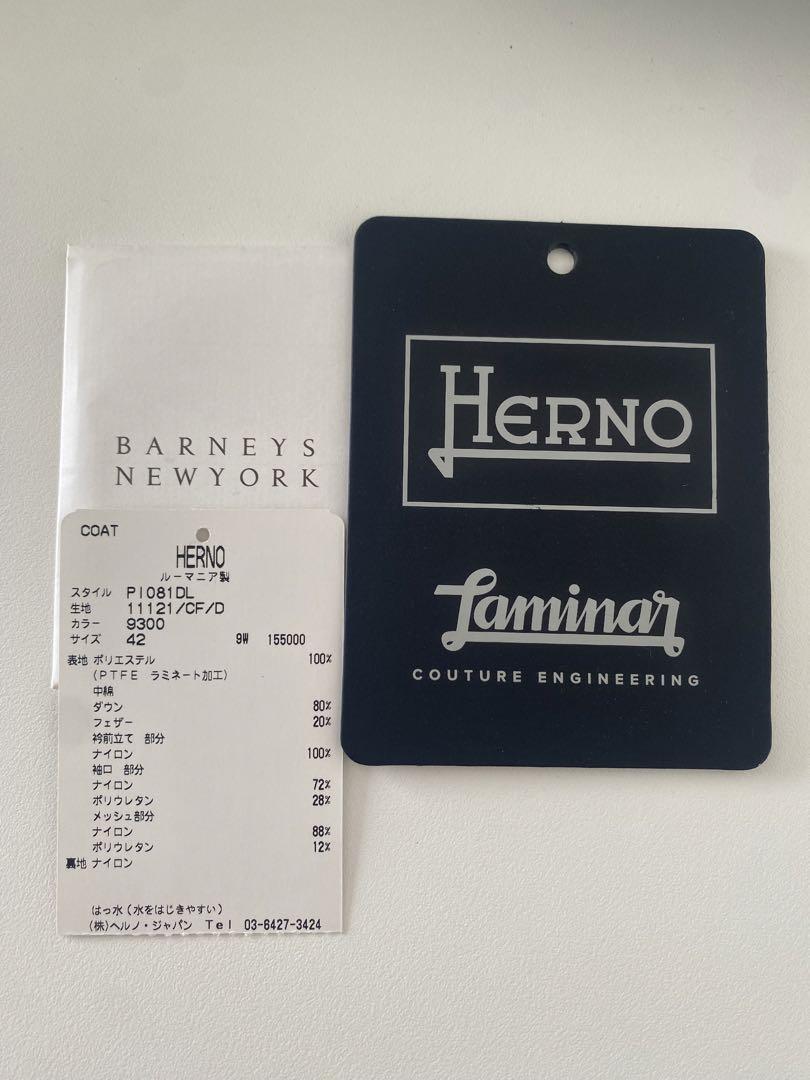 BARNEYS
NEWYORK
COAT
HERNO
ルーマニア製
スタイル PI081DL
生地 11121/CF/D
カラー 9300
サイズ 42 9W 155000
表地 ポリエステル 100%
(PTFE ラミネート加工)
中綿
ダウン 80%
フェザー 20%
衿前立て 部分
ナイロン 100%
袖口 部分
ナイロン 72%
ポリウレタン 28%
メッシュ部分
ナイロン 88%
ポリウレタン 12%
裏地 ナイロン
はっ水(水をはじきやすい)
(株)ヘルノ・ジャパン Tel 03-6427-3424
HERNO
Laminar
COUTURE ENGINEERING